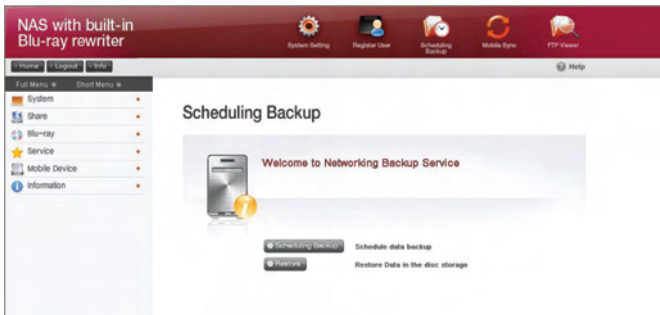 NAS with built-in
Blu-ray rewriter
System Setting
Register User
Scheduling
Backup
Mobile Sync
FTP Viewer
Home
Logout
Info
Help
Full Menu
Short Menu
System
Share
Blu-ray
Service
Mobile Device
Information
Scheduling Backup
Welcome to Networking Backup Service
Scheduling Backup
Schedule data backup
Restore
Restore Data in the disc storage